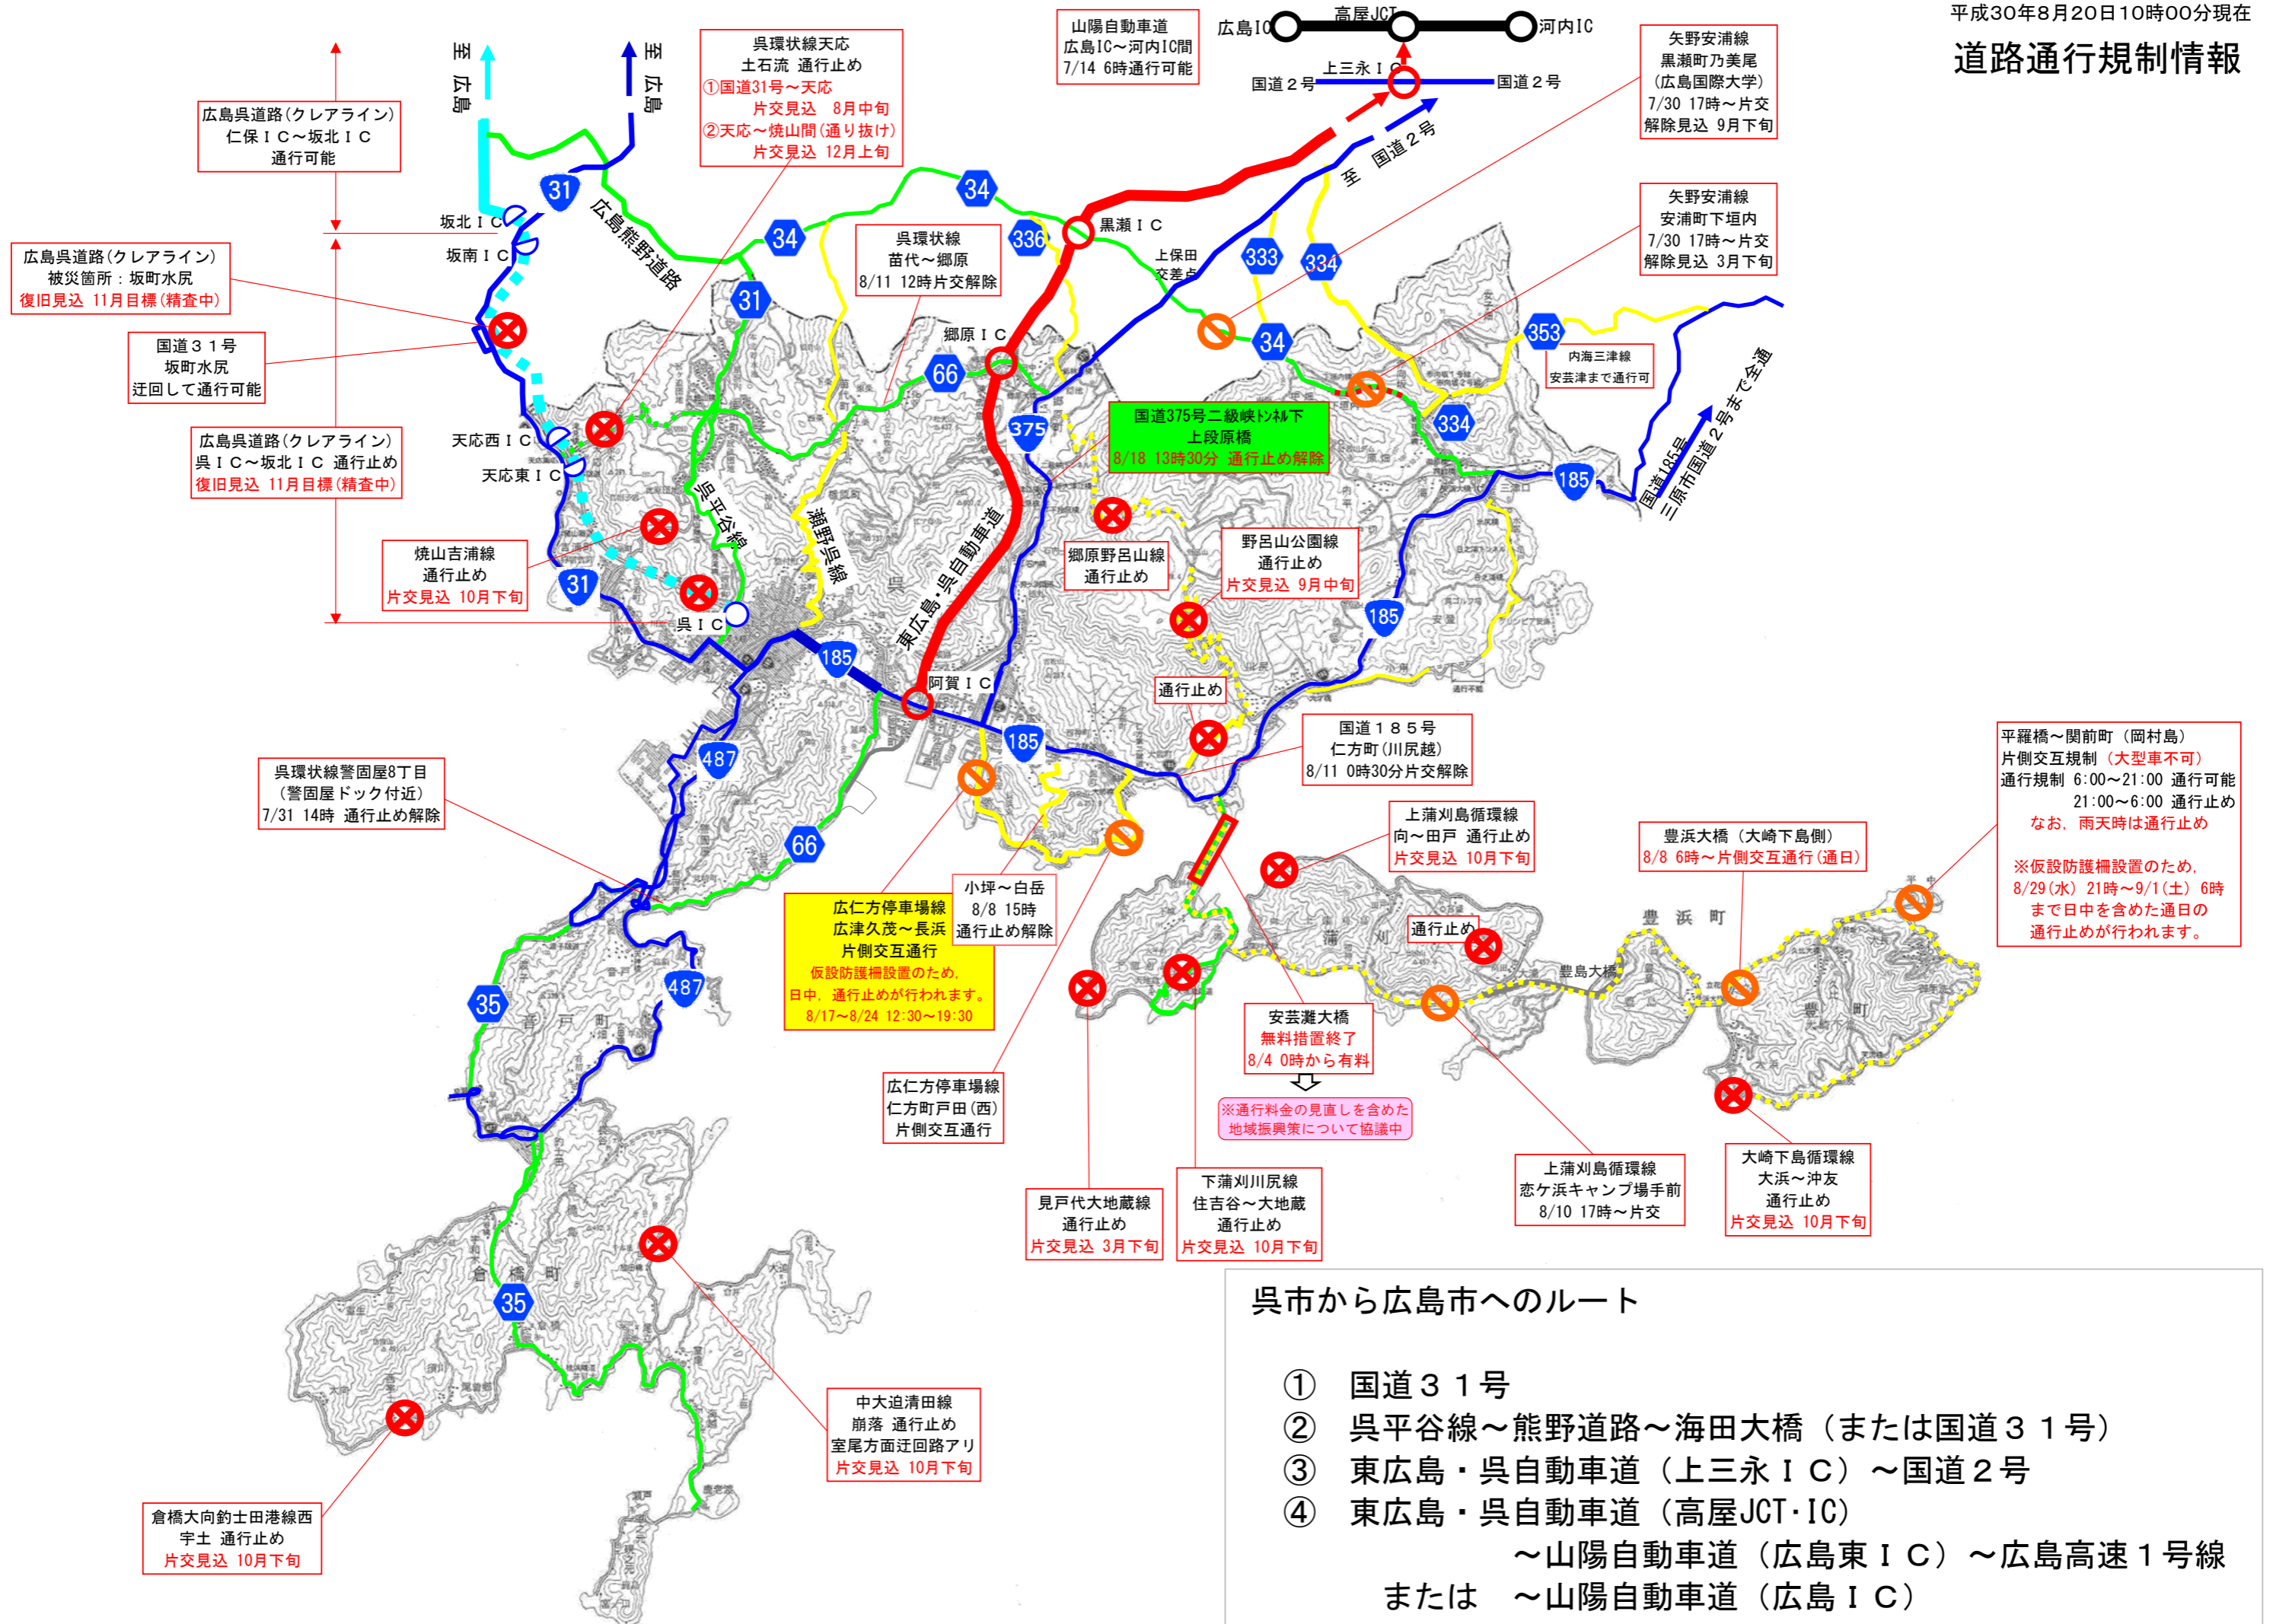 平成30年8月20日10時00分現在
道路通行規制情報
山陽自動車道
広島IC～河内IC間
7/14 6時通行可能
広島IC
高屋JCT
河内IC
国道２号
上三永ＩＣ
国道２号
至 国道２号
矢野安浦線
黒瀬町乃美尾
(広島国際大学)
7/30 17時～片交
解除見込 9月下旬
矢野安浦線
安浦町下垣内
7/30 17時～片交
解除見込 3月下旬
呉環状線天応
土石流 通行止め
①国道31号～天応
片交見込 8月中旬
②天応～焼山間(通り抜け)
片交見込 12月上旬
至 広島
至 広島
広島呉道路(クレアライン)
仁保ＩＣ～坂北ＩＣ
通行可能
坂北ＩＣ
坂南ＩＣ
31
広島熊野道路
34
34
336
黒瀬ＩＣ
上保田
交差点
333
334
31
呉環状線
苗代～郷原
8/11 12時片交解除
広島呉道路(クレアライン)
被災箇所：坂町水尻
復旧見込 11月目標(精査中)
国道３１号
坂町水尻
迂回して通行可能
広島呉道路(クレアライン)
呉ＩＣ～坂北ＩＣ 通行止め
復旧見込 11月目標(精査中)
天応西ＩＣ
天応東ＩＣ
郷原ＩＣ
66
34
353
内海三津線
安芸津まで通行可
334
375
国道375号二級峡ﾄﾝﾈﾙ下
上段原橋
8/18 13時30分 通行止め解除
国道185号
三原市国道２号まで全通
185
呉平谷線
瀬野呉線
東広島・呉自動車道
焼山吉浦線
通行止め
片交見込 10月下旬
31
呉ＩＣ
郷原野呂山線
通行止め
野呂山公園線
通行止め
片交見込 9月中旬
185
185
阿賀ＩＣ
通行止め
185
国道１８５号
仁方町(川尻越)
8/11 0時30分片交解除
487
呉環状線警固屋8丁目
(警固屋ドック付近)
7/31 14時 通行止め解除
66
広仁方停車場線
広津久茂～長浜
片側交互通行
仮設防護柵設置のため,
日中, 通行止めが行われます。
8/17～8/24 12:30～19:30
小坪～白岳
8/8 15時
通行止め解除
広仁方停車場線
仁方町戸田(西)
片側交互通行
上蒲刈島循環線
向～田戸 通行止め
片交見込 10月下旬
通行止め
豊浜大橋 (大崎下島側)
8/8 6時～片側交互通行(通日)
平羅橋～関前町 (岡村島)
片側交互規制 (大型車不可)
通行規制 6:00～21:00 通行可能
21:00～6:00 通行止め
なお, 雨天時は通行止め
※仮設防護柵設置のため,
8/29(水) 21時～9/1(土) 6時
まで日中を含めた通日の
通行止めが行われます。
豊島大橋
豊浜町
豊町
蒲刈
35
音戸町
487
安芸灘大橋
無料措置終了
8/4 0時から有料
※通行料金の見直しを含めた
地域振興策について協議中
見戸代大地蔵線
通行止め
片交見込 3月下旬
下蒲刈川尻線
住吉谷～大地蔵
通行止め
片交見込 10月下旬
上蒲刈島循環線
恋ケ浜キャンプ場手前
8/10 17時～片交
大崎下島循環線
大浜～沖友
通行止め
片交見込 10月下旬
倉橋町
35
中大迫清田線
崩落 通行止め
室尾方面迂回路アリ
片交見込 10月下旬
倉橋大向釣士田港線西
宇土 通行止め
片交見込 10月下旬
呉市から広島市へのルート
① 国道３１号
② 呉平谷線～熊野道路～海田大橋（または国道３１号）
③ 東広島・呉自動車道（上三永ＩＣ）～国道２号
④ 東広島・呉自動車道（高屋JCT･IC）
～山陽自動車道（広島東ＩＣ）～広島高速１号線
または ～山陽自動車道（広島ＩＣ）